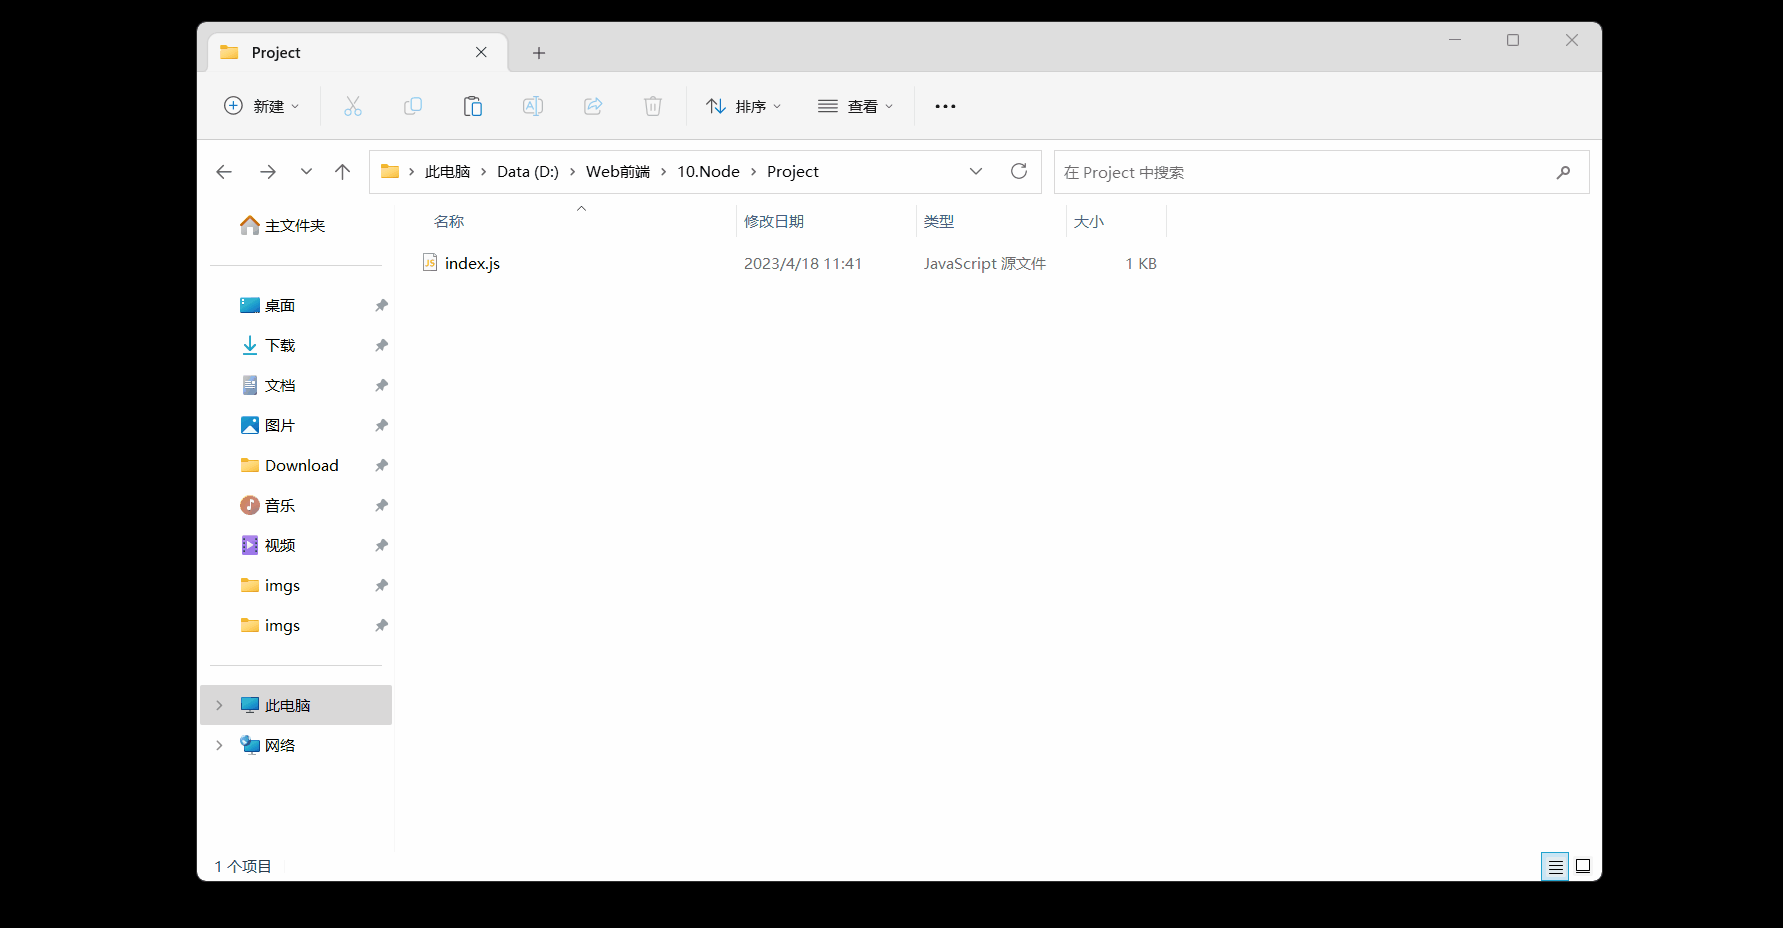 Project
新建
排序
查看
此电脑 Data (D:) Web前端 10.Node Project
在 Project 中搜索
主文件夹
名称 修改日期 类型 大小
index.js 2023/4/18 11:41 JavaScript 源文件 1 KB
桌面
下载
文档
图片
Download
音乐
视频
imgs
imgs
此电脑
网络
1 个项目